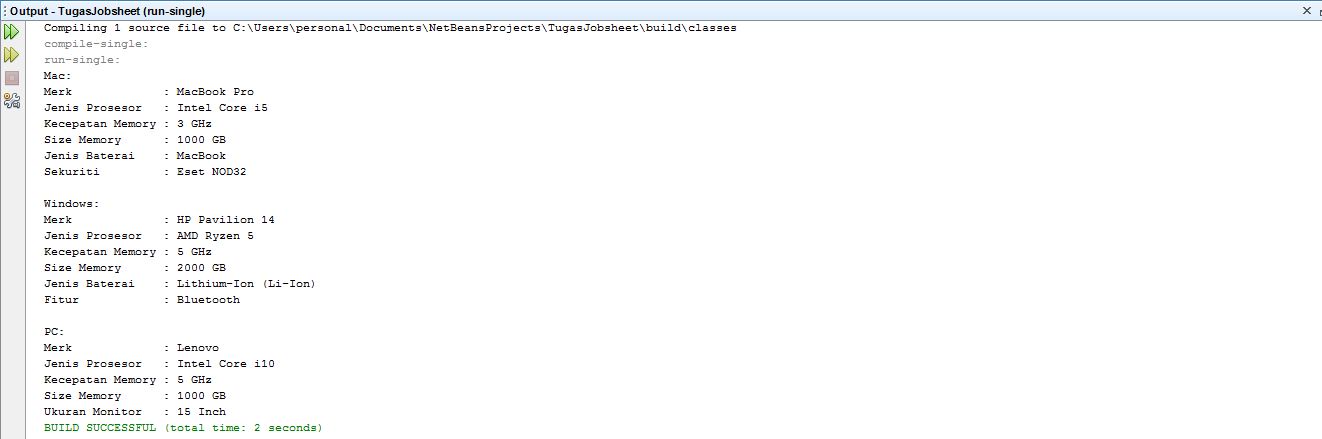 Output - TugasJobsheet (run-single)
Compiling 1 source file to C:\Users\personal\Documents\NetBeansProjects\TugasJobsheet\build\classes
compile-single:
run-single:
Mac:
Merk             : MacBook Pro
Jenis Prosesor   : Intel Core i5
Kecepatan Memory : 3 GHz
Size Memory      : 1000 GB
Jenis Baterai    : MacBook
Sekuriti         : Eset NOD32

Windows:
Merk             : HP Pavilion 14
Jenis Prosesor   : AMD Ryzen 5
Kecepatan Memory : 5 GHz
Size Memory      : 2000 GB
Jenis Baterai    : Lithium-Ion (Li-Ion)
Fitur            : Bluetooth

PC:
Merk             : Lenovo
Jenis Prosesor   : Intel Core i10
Kecepatan Memory : 5 GHz
Size Memory      : 1000 GB
Ukuran Monitor   : 15 Inch
BUILD SUCCESSFUL (total time: 2 seconds)